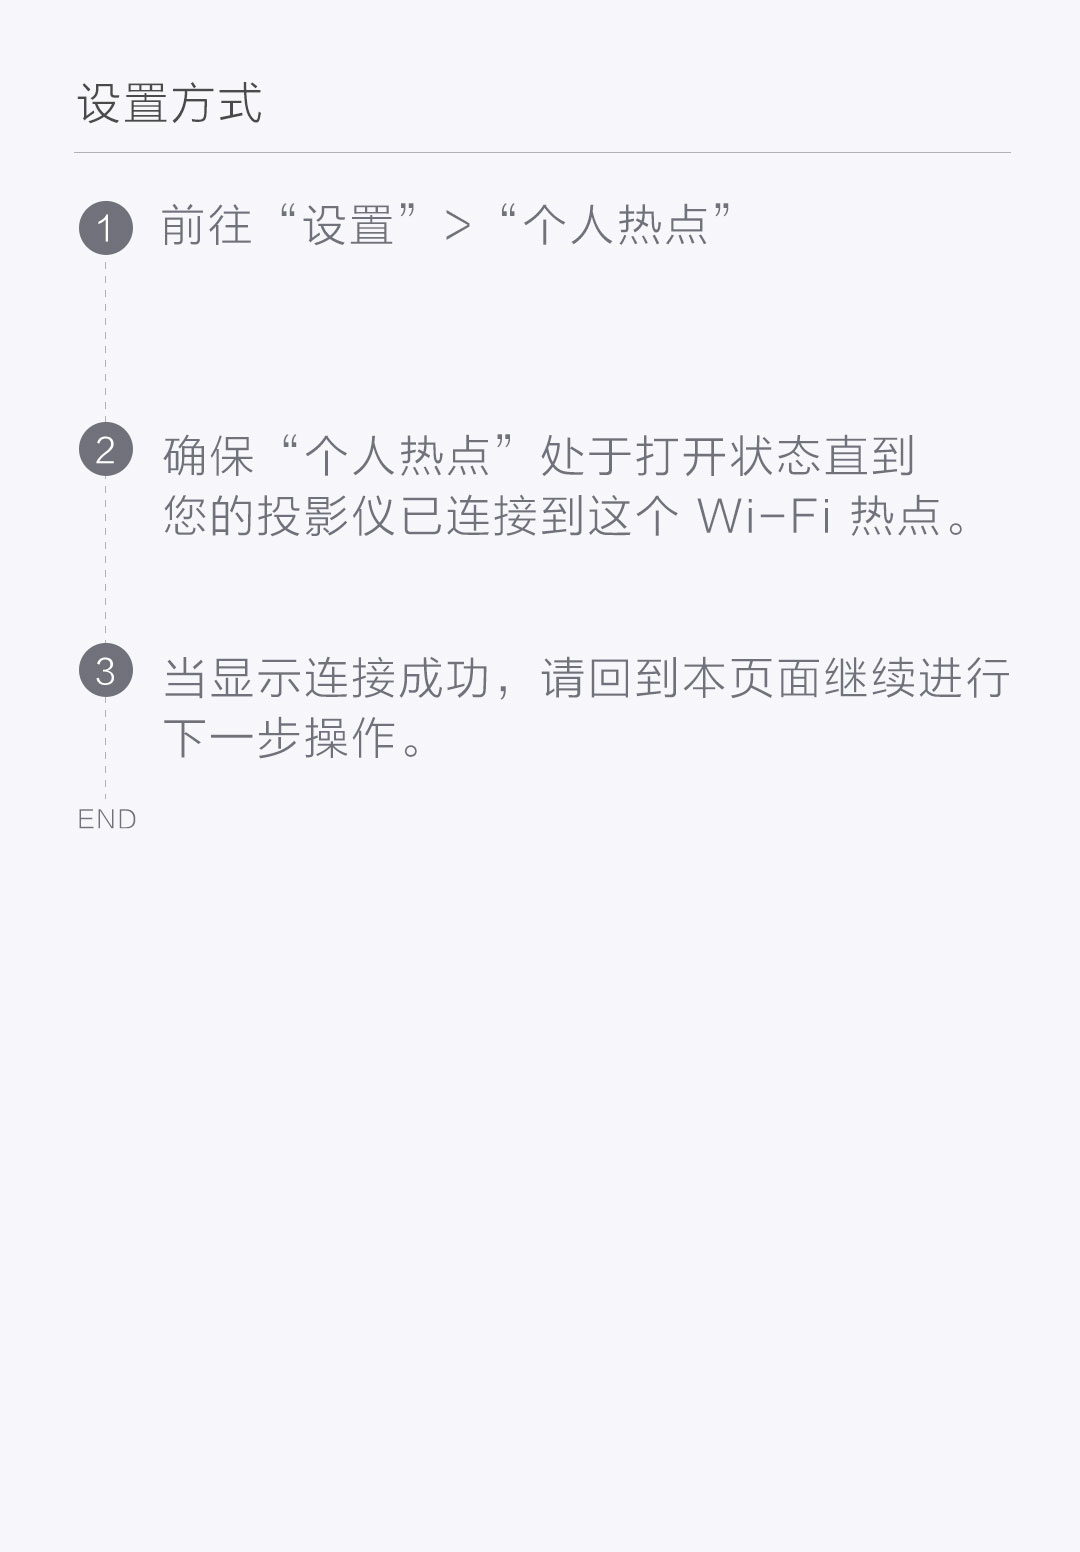 设置方式
1 前往“设置” >“个人热点”
2 确保“个人热点”处于打开状态直到
您的投影仪已连接到这个 Wi-Fi 热点。
3 当显示连接成功，请回到本页面继续进行
下一步操作。
END